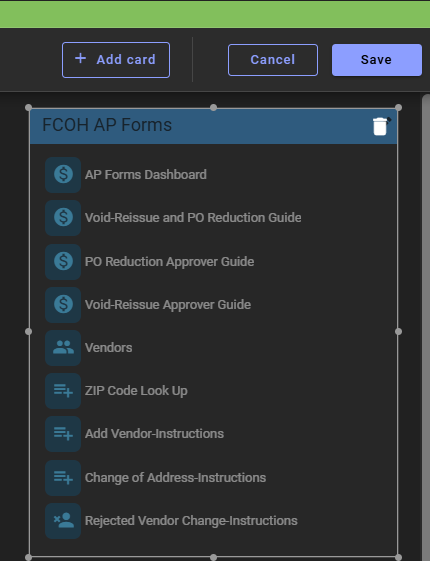 + Add card
Cancel
Save
FCOH AP Forms
AP Forms Dashboard
Void-Reissue and PO Reduction Guide
PO Reduction Approver Guide
Void-Reissue Approver Guide
Vendors
ZIP Code Look Up
Add Vendor-Instructions
Change of Address-Instructions
Rejected Vendor Change-Instructions